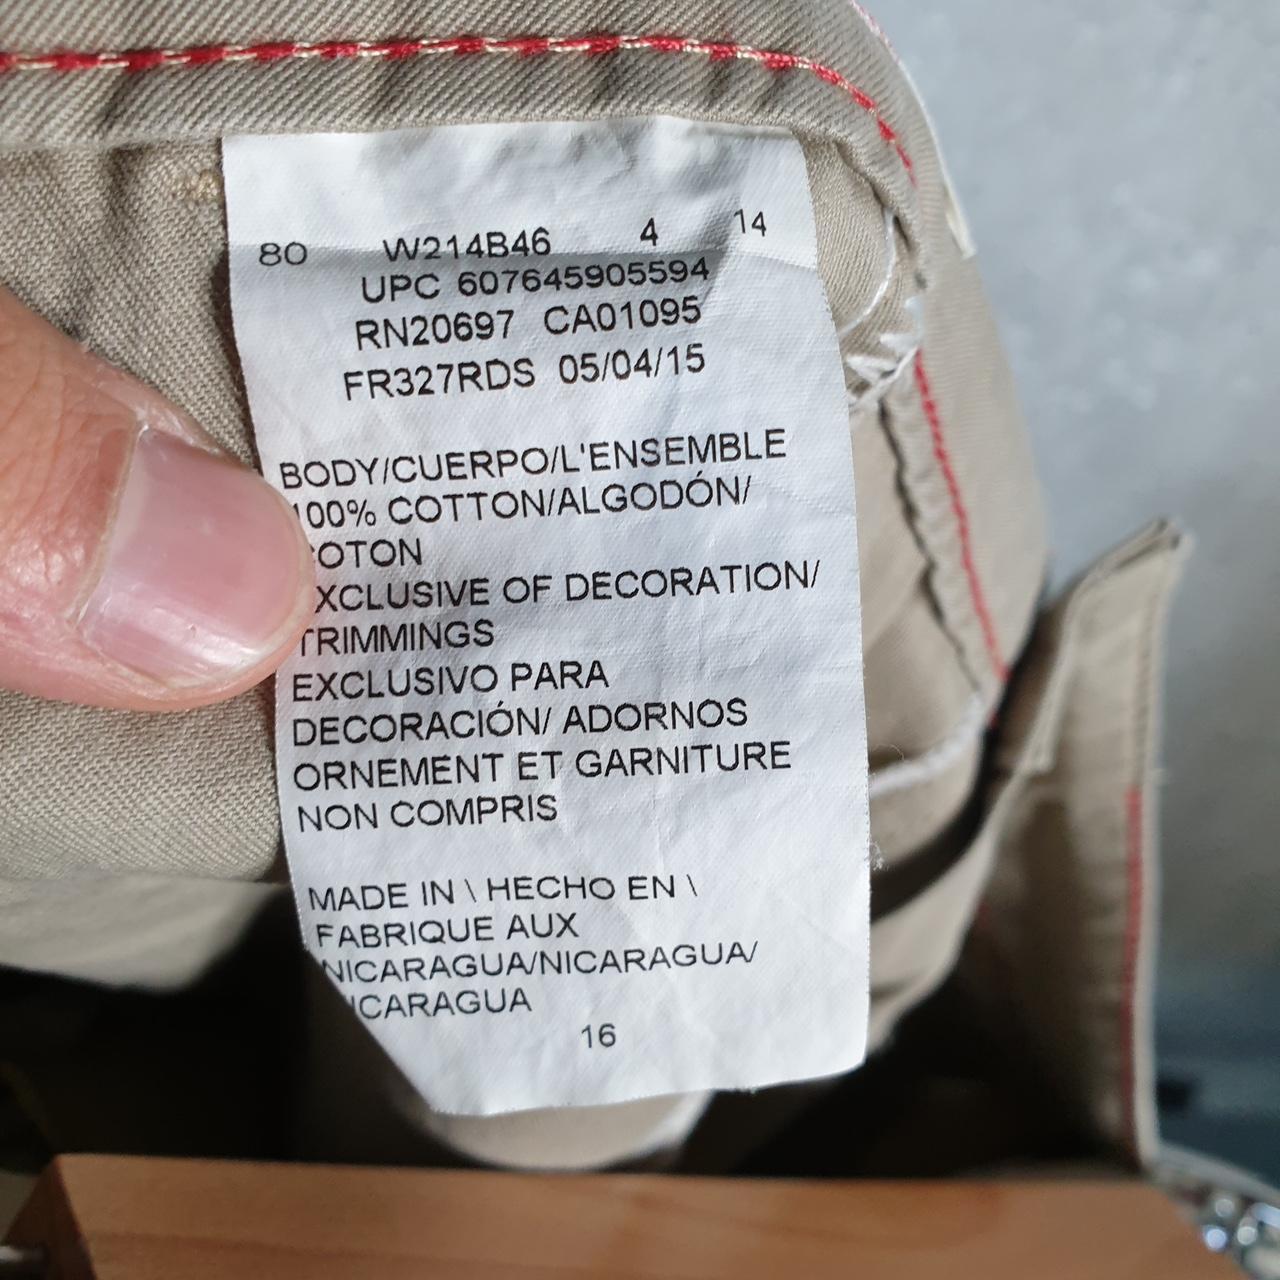 80 W214B46 4 14
UPC 607645905594
RN20697 CA01095
FR327RDS 05/04/15
BODY/CUERPO/L'ENSEMBLE
100% COTTON/ALGODÓN/
COTON
EXCLUSIVE OF DECORATION/
TRIMMINGS
EXCLUSIVO PARA
DECORACIÓN/ ADORNOS
ORNEMENT ET GARNITURE
NON COMPRIS
MADE IN \ HECHO EN \
FABRIQUE AUX
NICARAGUA/NICARAGUA/
NICARAGUA
16